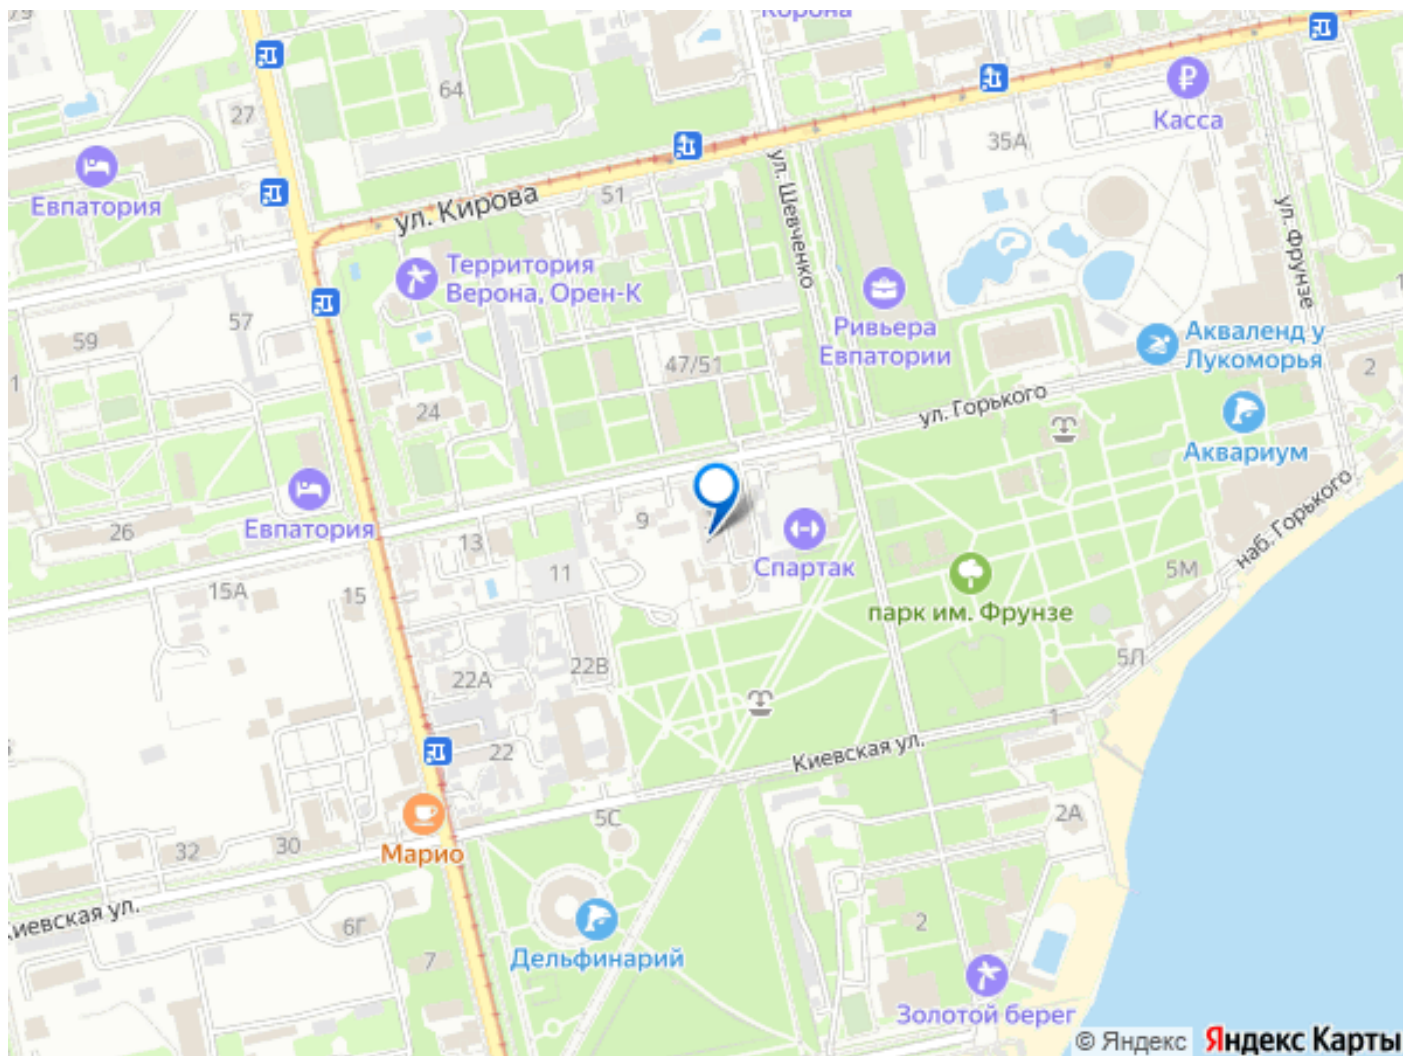 Корона
64
27
Касса
35А
Евпатория
51
ул. Кирова
ул. Шевченко
ул. Фрунзе
Территория
Верона, Орен-К
57
59
Ривьера
Евпатории
Акваленд у
Лукоморья
47/51
2
1
24
ул. Горького
Аквариум
Евпатория
26
9
13
11
Спартак
наб. Горького
5М
15А
15
парк им. Фрунзе
5Л
22А
22В
1
22
Киевская ул.
5С
2А
Марио
32
30
Киевская ул.
6Г
7
2
Дельфинарий
Золотой берег
© Яндекс Яндекс Карты